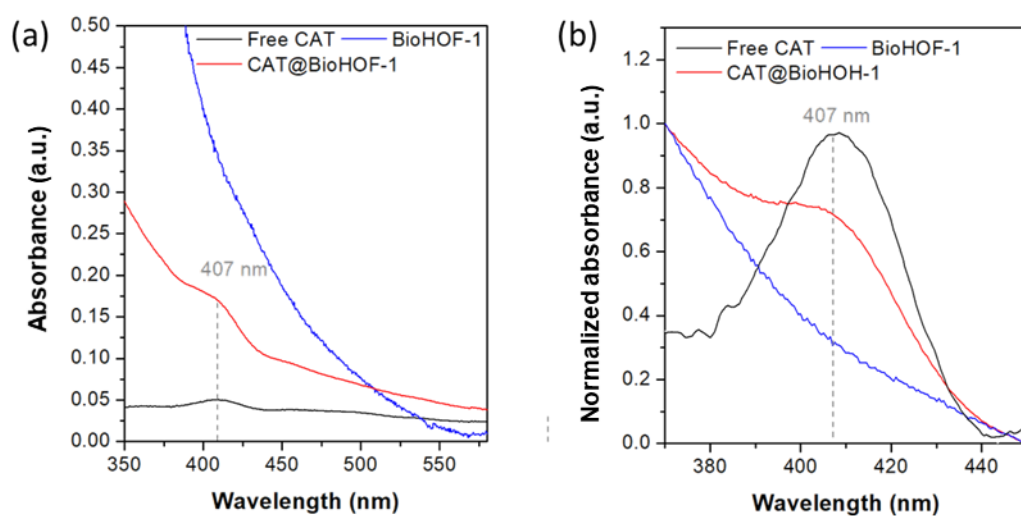 (a)
Free CAT BioHOF-1
CAT@BioHOF-1
407 nm
Absorbance (a.u.)
0.50
0.45
0.40
0.35
0.30
0.25
0.20
0.15
0.10
0.05
0.00
350 400 450 500 550
Wavelength (nm)
(b)
Free CAT BioHOF-1
CAT@BioHOH-1
407 nm
Normalized absorbance (a.u.)
1.0
0.8
0.6
0.4
0.2
0.0
380 400 420 440
Wavelength (nm)